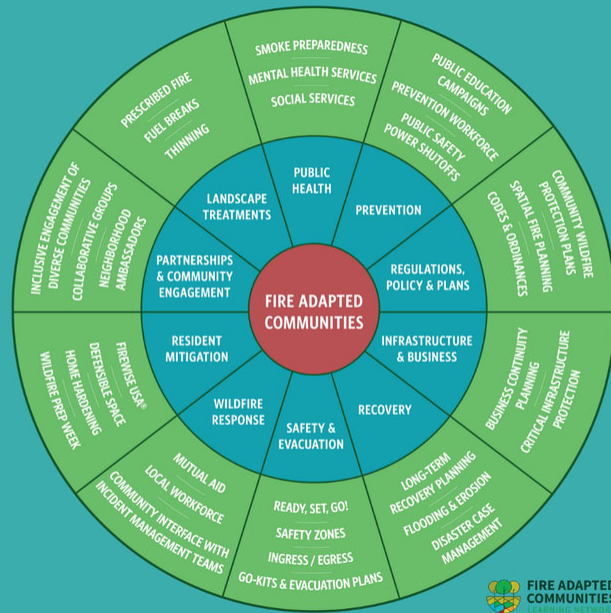 FIRE ADAPTED
COMMUNITIES
PUBLIC
HEALTH
SMOKE PREPAREDNESS
MENTAL HEALTH SERVICES
SOCIAL SERVICES
PREVENTION
PUBLIC EDUCATION
CAMPAIGNS
PREVENTION WORKFORCE
PUBLIC SAFETY
POWER SHUTOFFS
REGULATIONS,
POLICY & PLANS
COMMUNITY WILDFIRE
PROTECTION PLANS
SPATIAL FIRE PLANNING
CODES & ORDINANCES
INFRASTRUCTURE
& BUSINESS
BUSINESS CONTINUITY
PLANNING
CRITICAL INFRASTRUCTURE
PROTECTION
RECOVERY
LONG-TERM
RECOVERY PLANNING
FLOODING & EROSION
DISASTER CASE
MANAGEMENT
SAFETY &
EVACUATION
READY, SET, GO!
SAFETY ZONES
INGRESS / EGRESS
GO-KITS & EVACUATION PLANS
WILDFIRE
RESPONSE
MUTUAL AID
LOCAL WORKFORCE
COMMUNITY INTERFACE WITH
INCIDENT MANAGEMENT TEAMS
RESIDENT
MITIGATION
FIREWISE USA®
DEFENSIBLE SPACE
HOME HARDENING
WILDFIRE PREP WEEK
PARTNERSHIPS
& COMMUNITY
ENGAGEMENT
INCLUSIVE ENGAGEMENT OF
DIVERSE COMMUNITIES
COLLABORATIVE GROUPS
NEIGHBORHOOD
AMBASSADORS
LANDSCAPE
TREATMENTS
PRESCRIBED FIRE
FUEL BREAKS
THINNING
FIRE ADAPTED
COMMUNITIES
LEARNING NETWORK